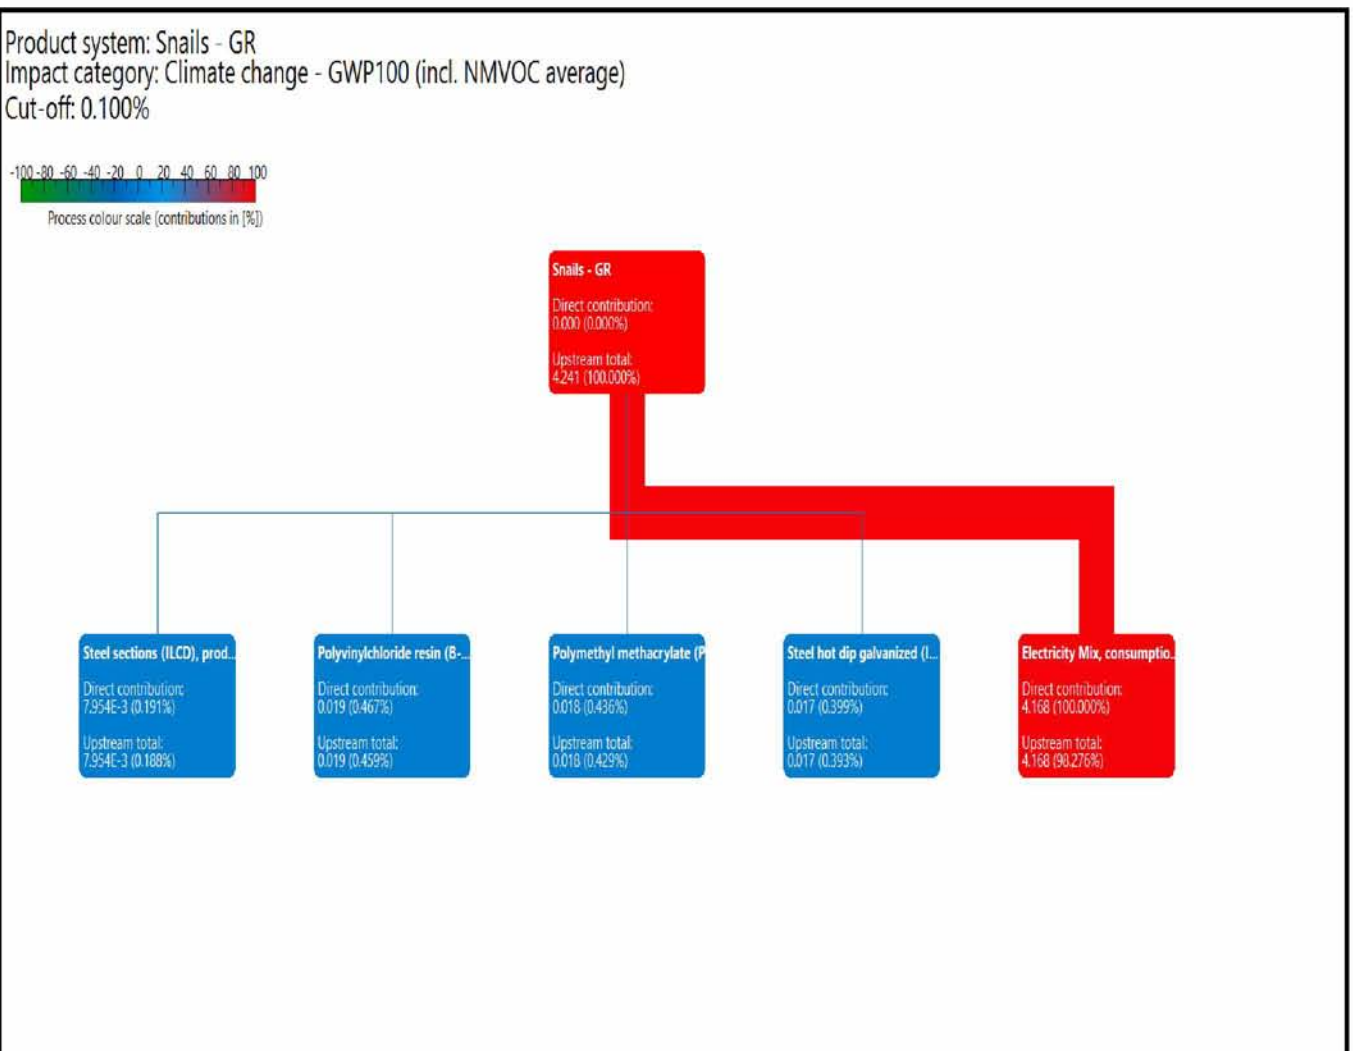 Product system: Snails - GR
Impact category: Climate change - GWP100 (incl. NMVOC average)
Cut-off: 0.100%
-100 -80 -60 -40 -20 0 20 40 60 80 100
Process colour scale (contributions in [%])
Snails - GR
Direct contribution:
0.000 (0.000%)
Upstream total:
4.241 (100.000%)
Steel sections (ILCD), prod...
Direct contribution:
7.954E-3 (0.191%)
Upstream total:
7.954E-3 (0.188%)
Polyvinylchloride resin (B-...
Direct contribution:
0.019 (0.467%)
Upstream total:
0.019 (0.459%)
Polymethyl methacrylate (P
Direct contribution:
0.018 (0.436%)
Upstream total:
0.018 (0.429%)
Steel hot dip galvanized (I...
Direct contribution:
0.017 (0.399%)
Upstream total:
0.017 (0.393%)
Electricity Mix, consumptio...
Direct contribution:
4.168 (100.000%)
Upstream total:
4.168 (98.276%)